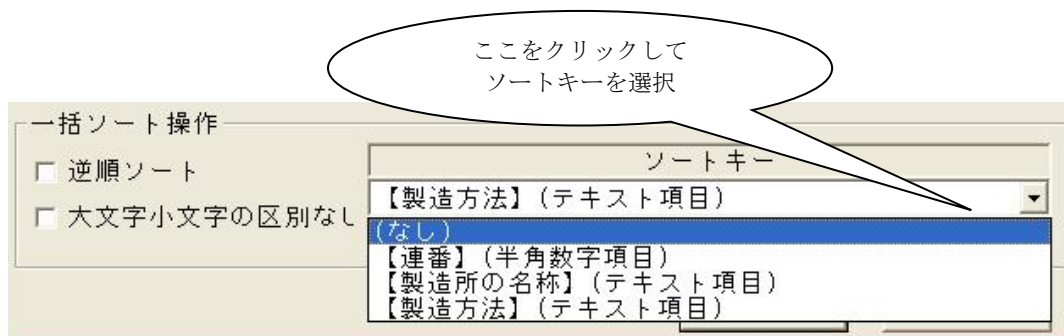 ここをクリックして
ソートキーを選択
一括ソート操作
逆順ソート
大文字小文字の区別なし
ソートキー
【製造方法】(テキスト項目)
(なし)
【連番】(半角数字項目)
【製造所の名称】(テキスト項目)
【製造方法】(テキスト項目)